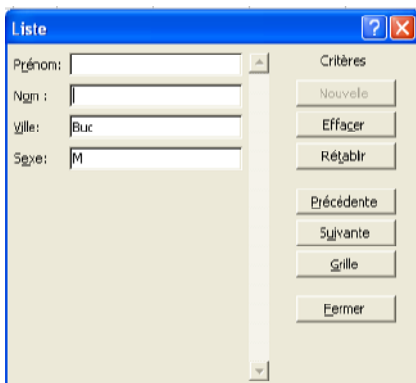 Liste
Critères
Prénom:
Nom :
Ville: Buc
Sexe: M
Nouvelle
Effacer
Rétablir
Précédente
Suivante
Grille
Fermer